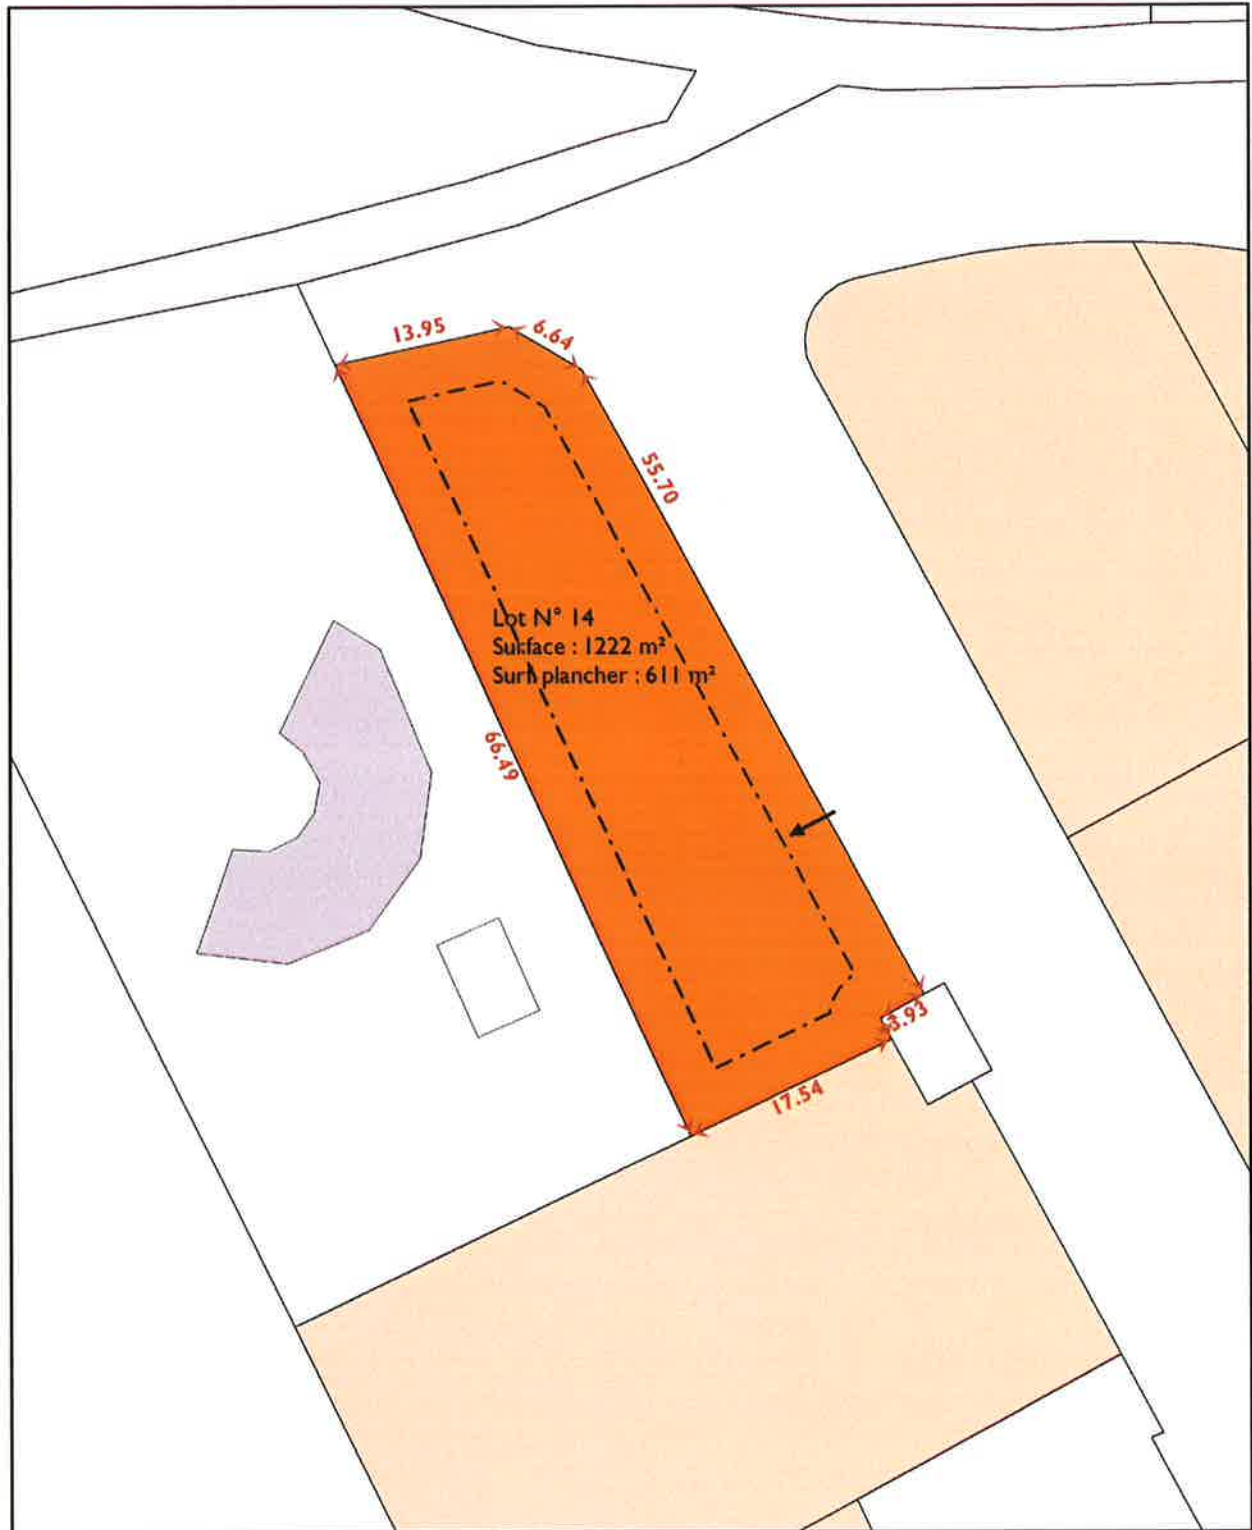 13.95
6.64
55.70
Lot N° 14
Surface : 1222 m²
Surf plancher : 611 m²
66.49
3.93
17.54